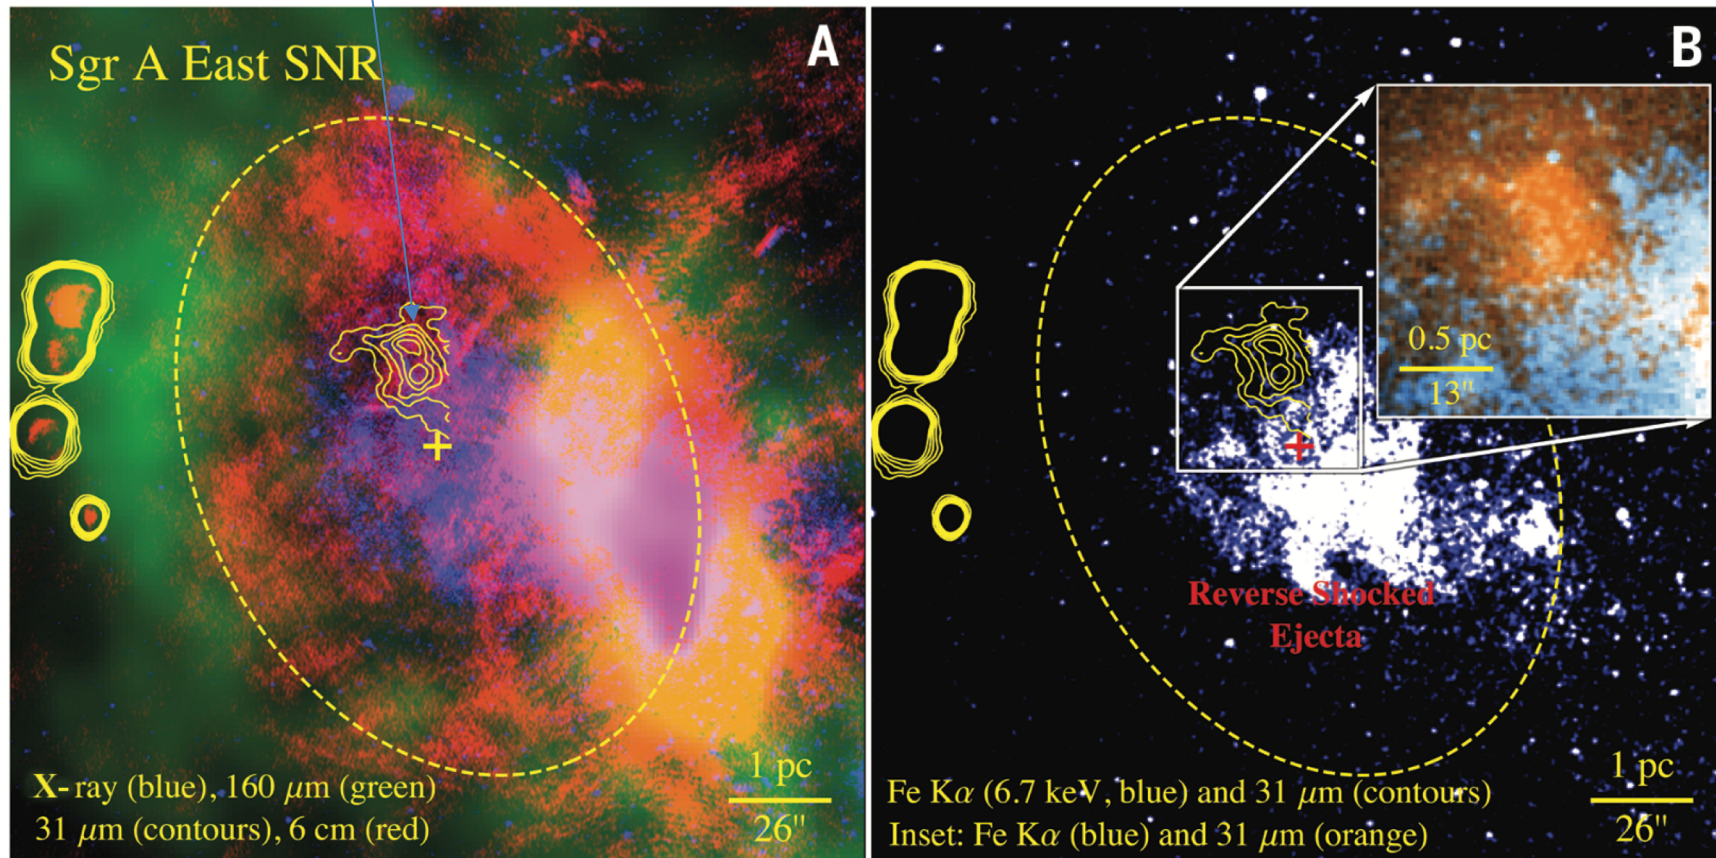 Sgr A East SNR
A
X-ray (blue), 160 μm (green)
31 μm (contours), 6 cm (red)
1 pc
26"
B
0.5 pc
13"
Reverse Shocked
Ejecta
Fe Kα (6.7 keV, blue) and 31 μm (contours)
Inset: Fe Kα (blue) and 31 μm (orange)
1 pc
26"